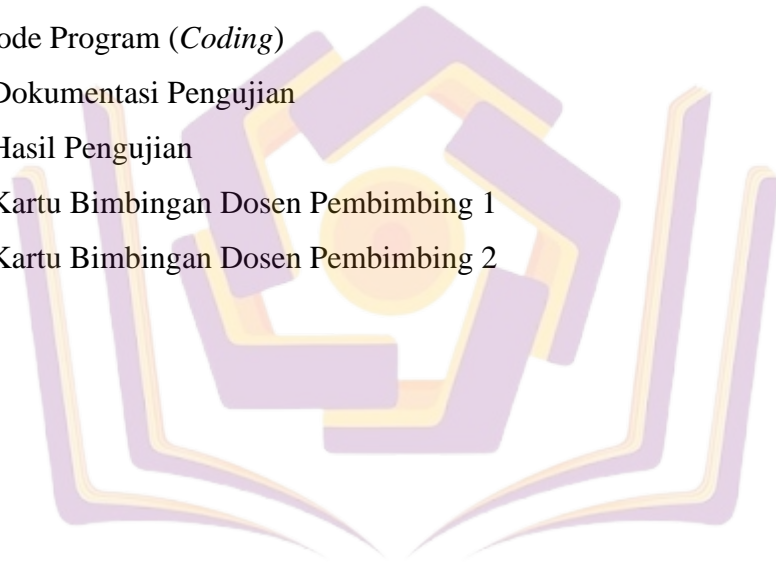 ode Program (Coding)
Dokumentasi Pengujian
Hasil Pengujian
Kartu Bimbingan Dosen Pembimbing 1
Kartu Bimbingan Dosen Pembimbing 2